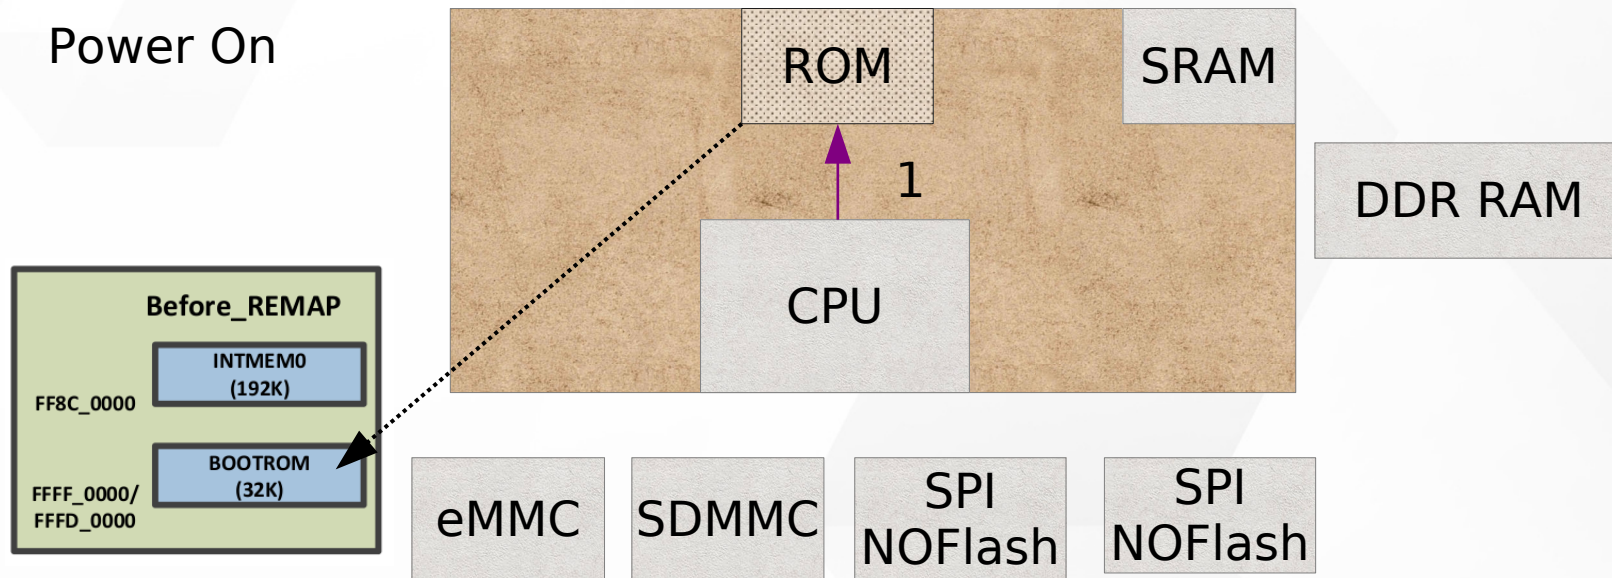 Power On
ROM
SRAM
1
DDR RAM
CPU
Before_REMAP
INTMEM0
(192K)
FF8C_0000
BOOTROM
(32K)
FFFF_0000/
FFFD_0000
eMMC
SDMMC
SPI
NOFlash
SPI
NOFlash